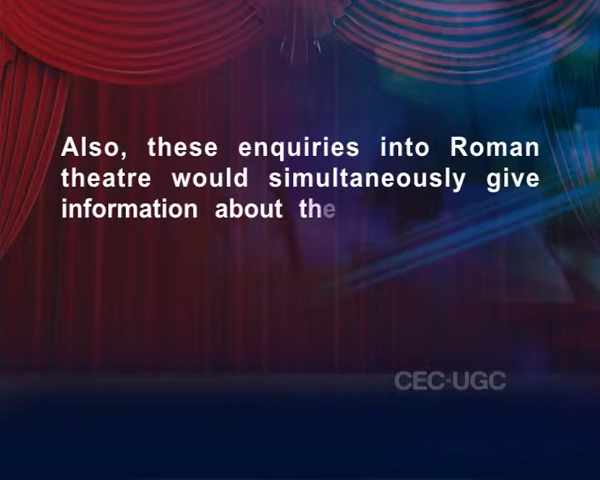 Also, these enquiries into Roman
theatre would simultaneously give
information about the
CEC-UGC